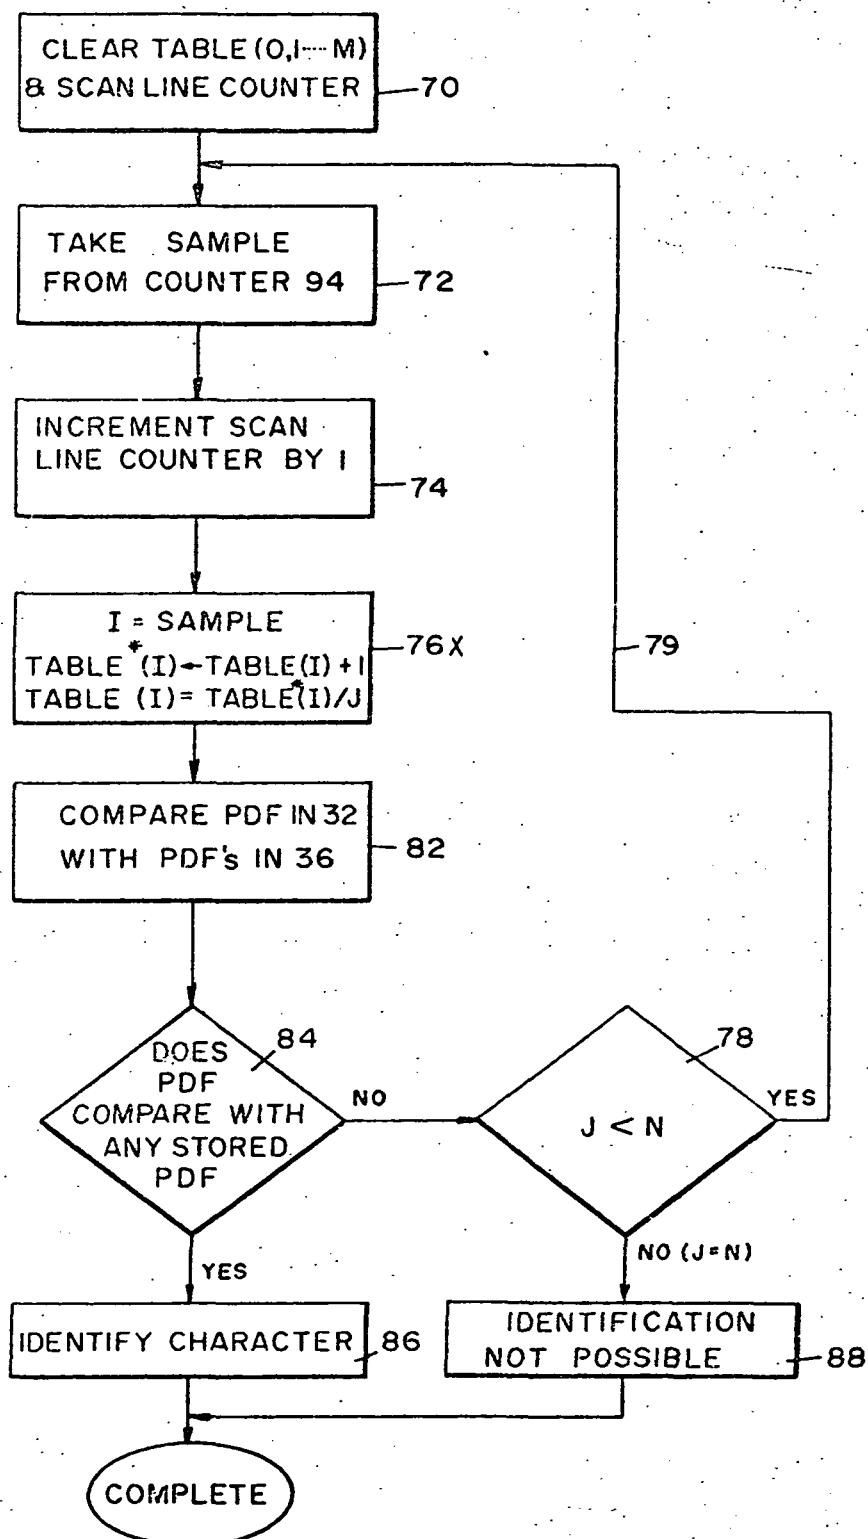 CLEAR TABLE (0,1---- M)
& SCAN LINE COUNTER
70
TAKE SAMPLE
FROM COUNTER 94
72
INCREMENT SCAN
LINE COUNTER BY 1
74
I = SAMPLE
TABLE* (I)←TABLE(I)+1
TABLE (I) = TABLE*(I)/J
76X
79
COMPARE PDF IN 32
WITH PDF's IN 36
82
DOES
PDF
COMPARE WITH
ANY STORED
PDF
84
NO
J < N
78
YES
YES
NO (J=N)
IDENTIFY CHARACTER
86
IDENTIFICATION
NOT POSSIBLE
88
COMPLETE